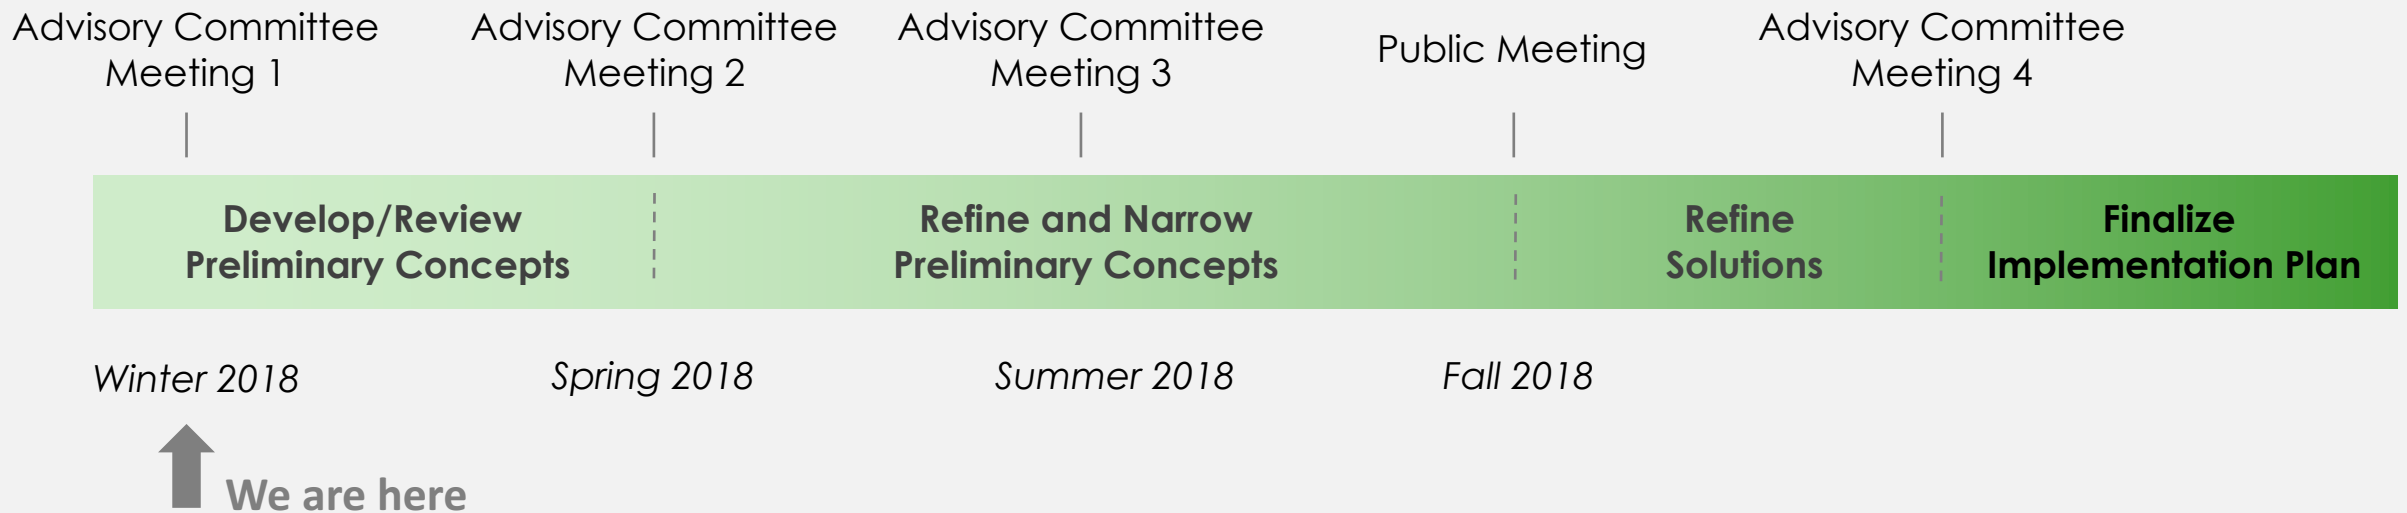 Advisory Committee
Meeting 1
Advisory Committee
Meeting 2
Advisory Committee
Meeting 3
Public Meeting
Advisory Committee
Meeting 4
Develop/Review
Preliminary Concepts
Refine and Narrow
Preliminary Concepts
Refine
Solutions
Finalize
Implementation Plan
Winter 2018
Spring 2018
Summer 2018
Fall 2018
We are here